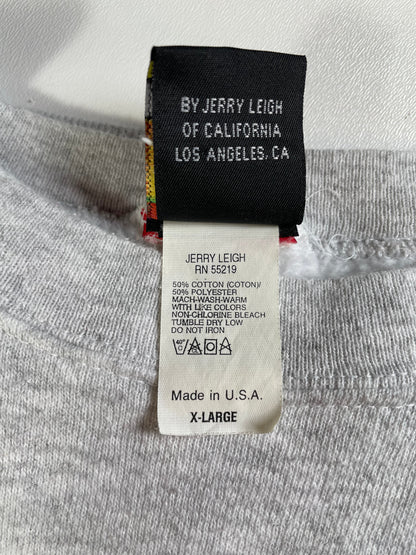 BY JERRY LEIGH
OF CALIFORNIA
LOS ANGELES, CA
JERRY LEIGH
RN 55219
50% COTTON (COTON)/
50% POLYESTER
MACH-WASH-WARM
WITH LIKE COLORS
NON-CHLORINE BLEACH
TUMBLE DRY LOW
DO NOT IRON
40°
Made in U.S.A.
X-LARGE